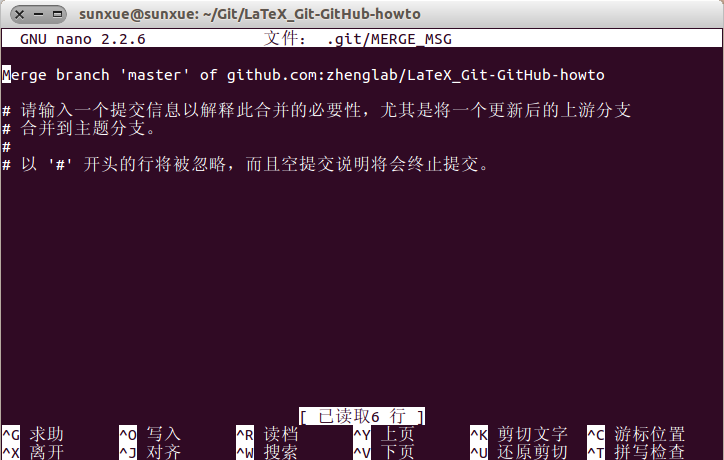 sunxue@sunxue: ~/Git/LaTeX_Git-GitHub-howto
GNU nano 2.2.6 文件： .git/MERGE_MSG
Merge branch 'master' of github.com:zhenglab/LaTeX_Git-GitHub-howto
# 请输入一个提交信息以解释此合并的必要性，尤其是将一个更新后的上游分支
# 合并到主题分支。
#
# 以 '#' 开头的行将被忽略，而且空提交说明将会终止提交。
[ 已读取6 行 ]
^G 求助 ^O 写入 ^R 读档 ^Y 上页 ^K 剪切文字 ^C 游标位置
^X 离开 ^J 对齐 ^W 搜索 ^V 下页 ^U 还原剪切 ^T 拼写检查